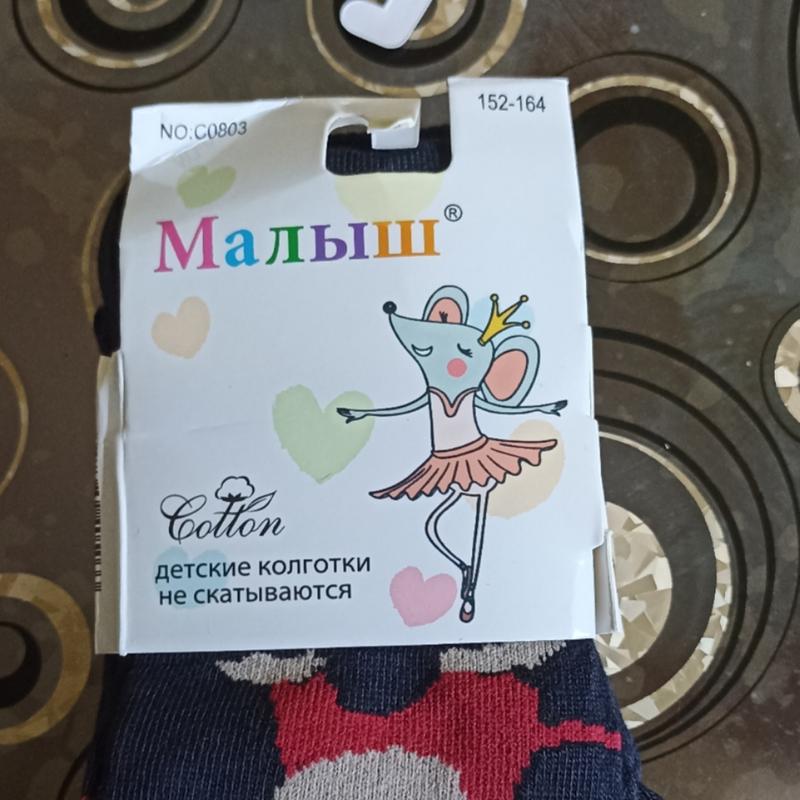 NO:C0803
152-164
Малыш®
Cotton
детские колготки
не скатываются